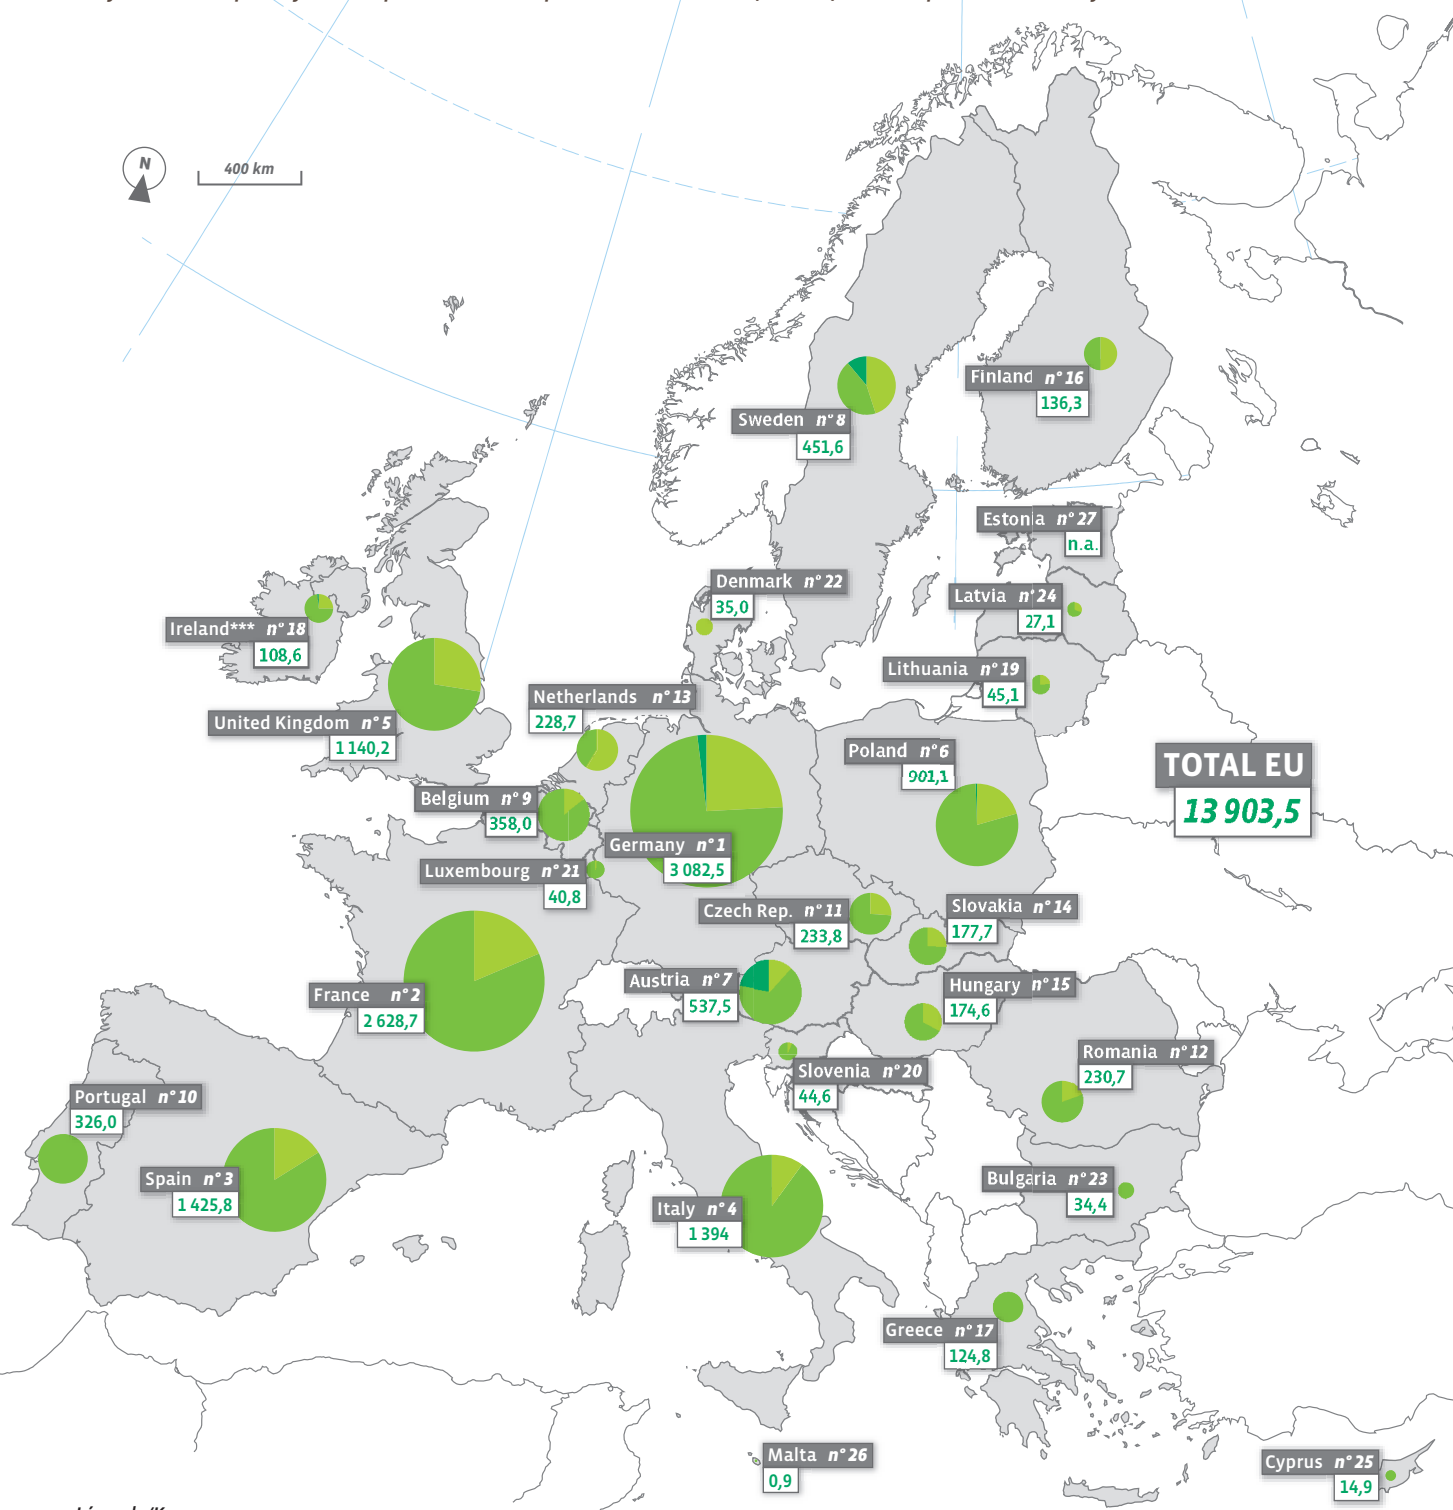 N
400 km
Finland n° 16
136,3
Sweden n° 8
451,6
Estonia n° 27
n.a.
Denmark n° 22
35,0
Latvia n° 24
27,1
Ireland*** n° 18
108,6
Lithuania n° 19
45,1
Netherlands n° 13
228,7
United Kingdom n° 5
1 140,2
Poland n° 6
901,1
TOTAL EU
13 903,5
Belgium n° 9
358,0
Germany n° 1
3 082,5
Luxembourg n° 21
40,8
Czech Rep. n° 11
233,8
Slovakia n° 14
177,7
Austria n° 7
537,5
Hungary n° 15
174,6
France n° 2
2 628,7
Romania n° 12
230,7
Slovenia n° 20
44,6
Portugal n° 10
326,0
Spain n° 3
1 425,8
Bulgaria n° 23
34,4
Italy n° 4
1 394
Greece n° 17
124,8
Malta n° 26
0,9
Cyprus n° 25
14,9